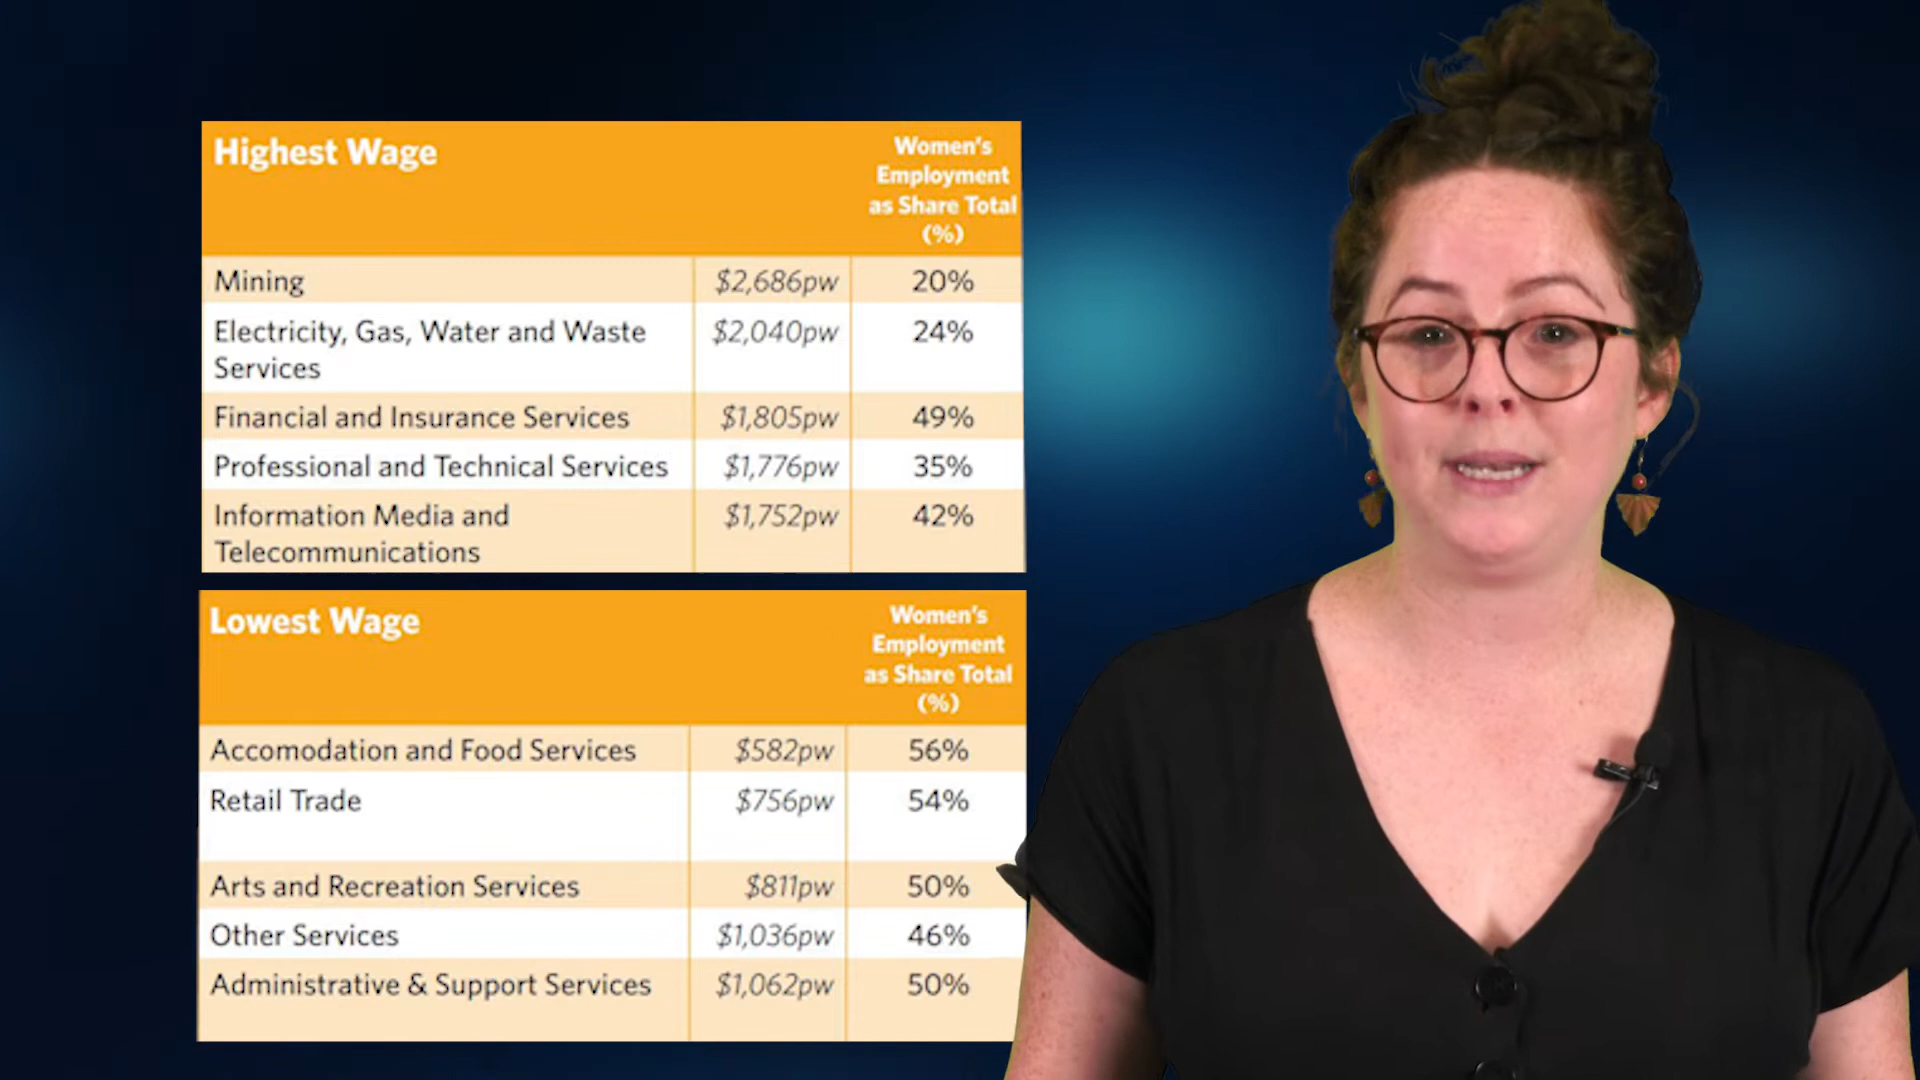 Highest Wage
Women's
Employment
as Share Total
(%)
Mining $2,686pw 20%
Electricity, Gas, Water and Waste $2,040pw 24%
Services
Financial and Insurance Services $1,805pw 49%
Professional and Technical Services $1,776pw 35%
Information Media and $1,752pw 42%
Telecommunications
Lowest Wage
Women's
Employment
as Share Total
(%)
Accomodation and Food Services $582pw 56%
Retail Trade $756pw 54%
Arts and Recreation Services $811pw 50%
Other Services $1,036pw 46%
Administrative & Support Services $1,062pw 50%